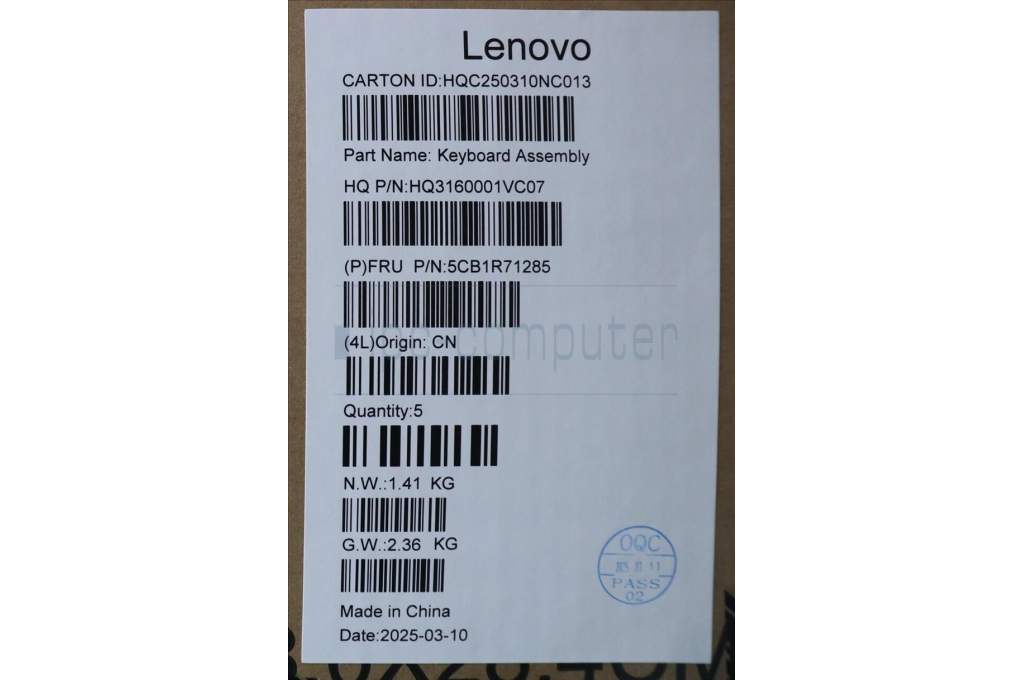 Lenovo
CARTON ID:HQC250310NC013
Part Name: Keyboard Assembly
HQ P/N:HQ3160001VC07
(P)FRU P/N:5CB1R71285
computer
(4L)Origin: CN
Quantity:5
N.W.:1.41 KG
G.W.:2.36 KG
OQC
PASS
02
Made in China
Date:2025-03-10